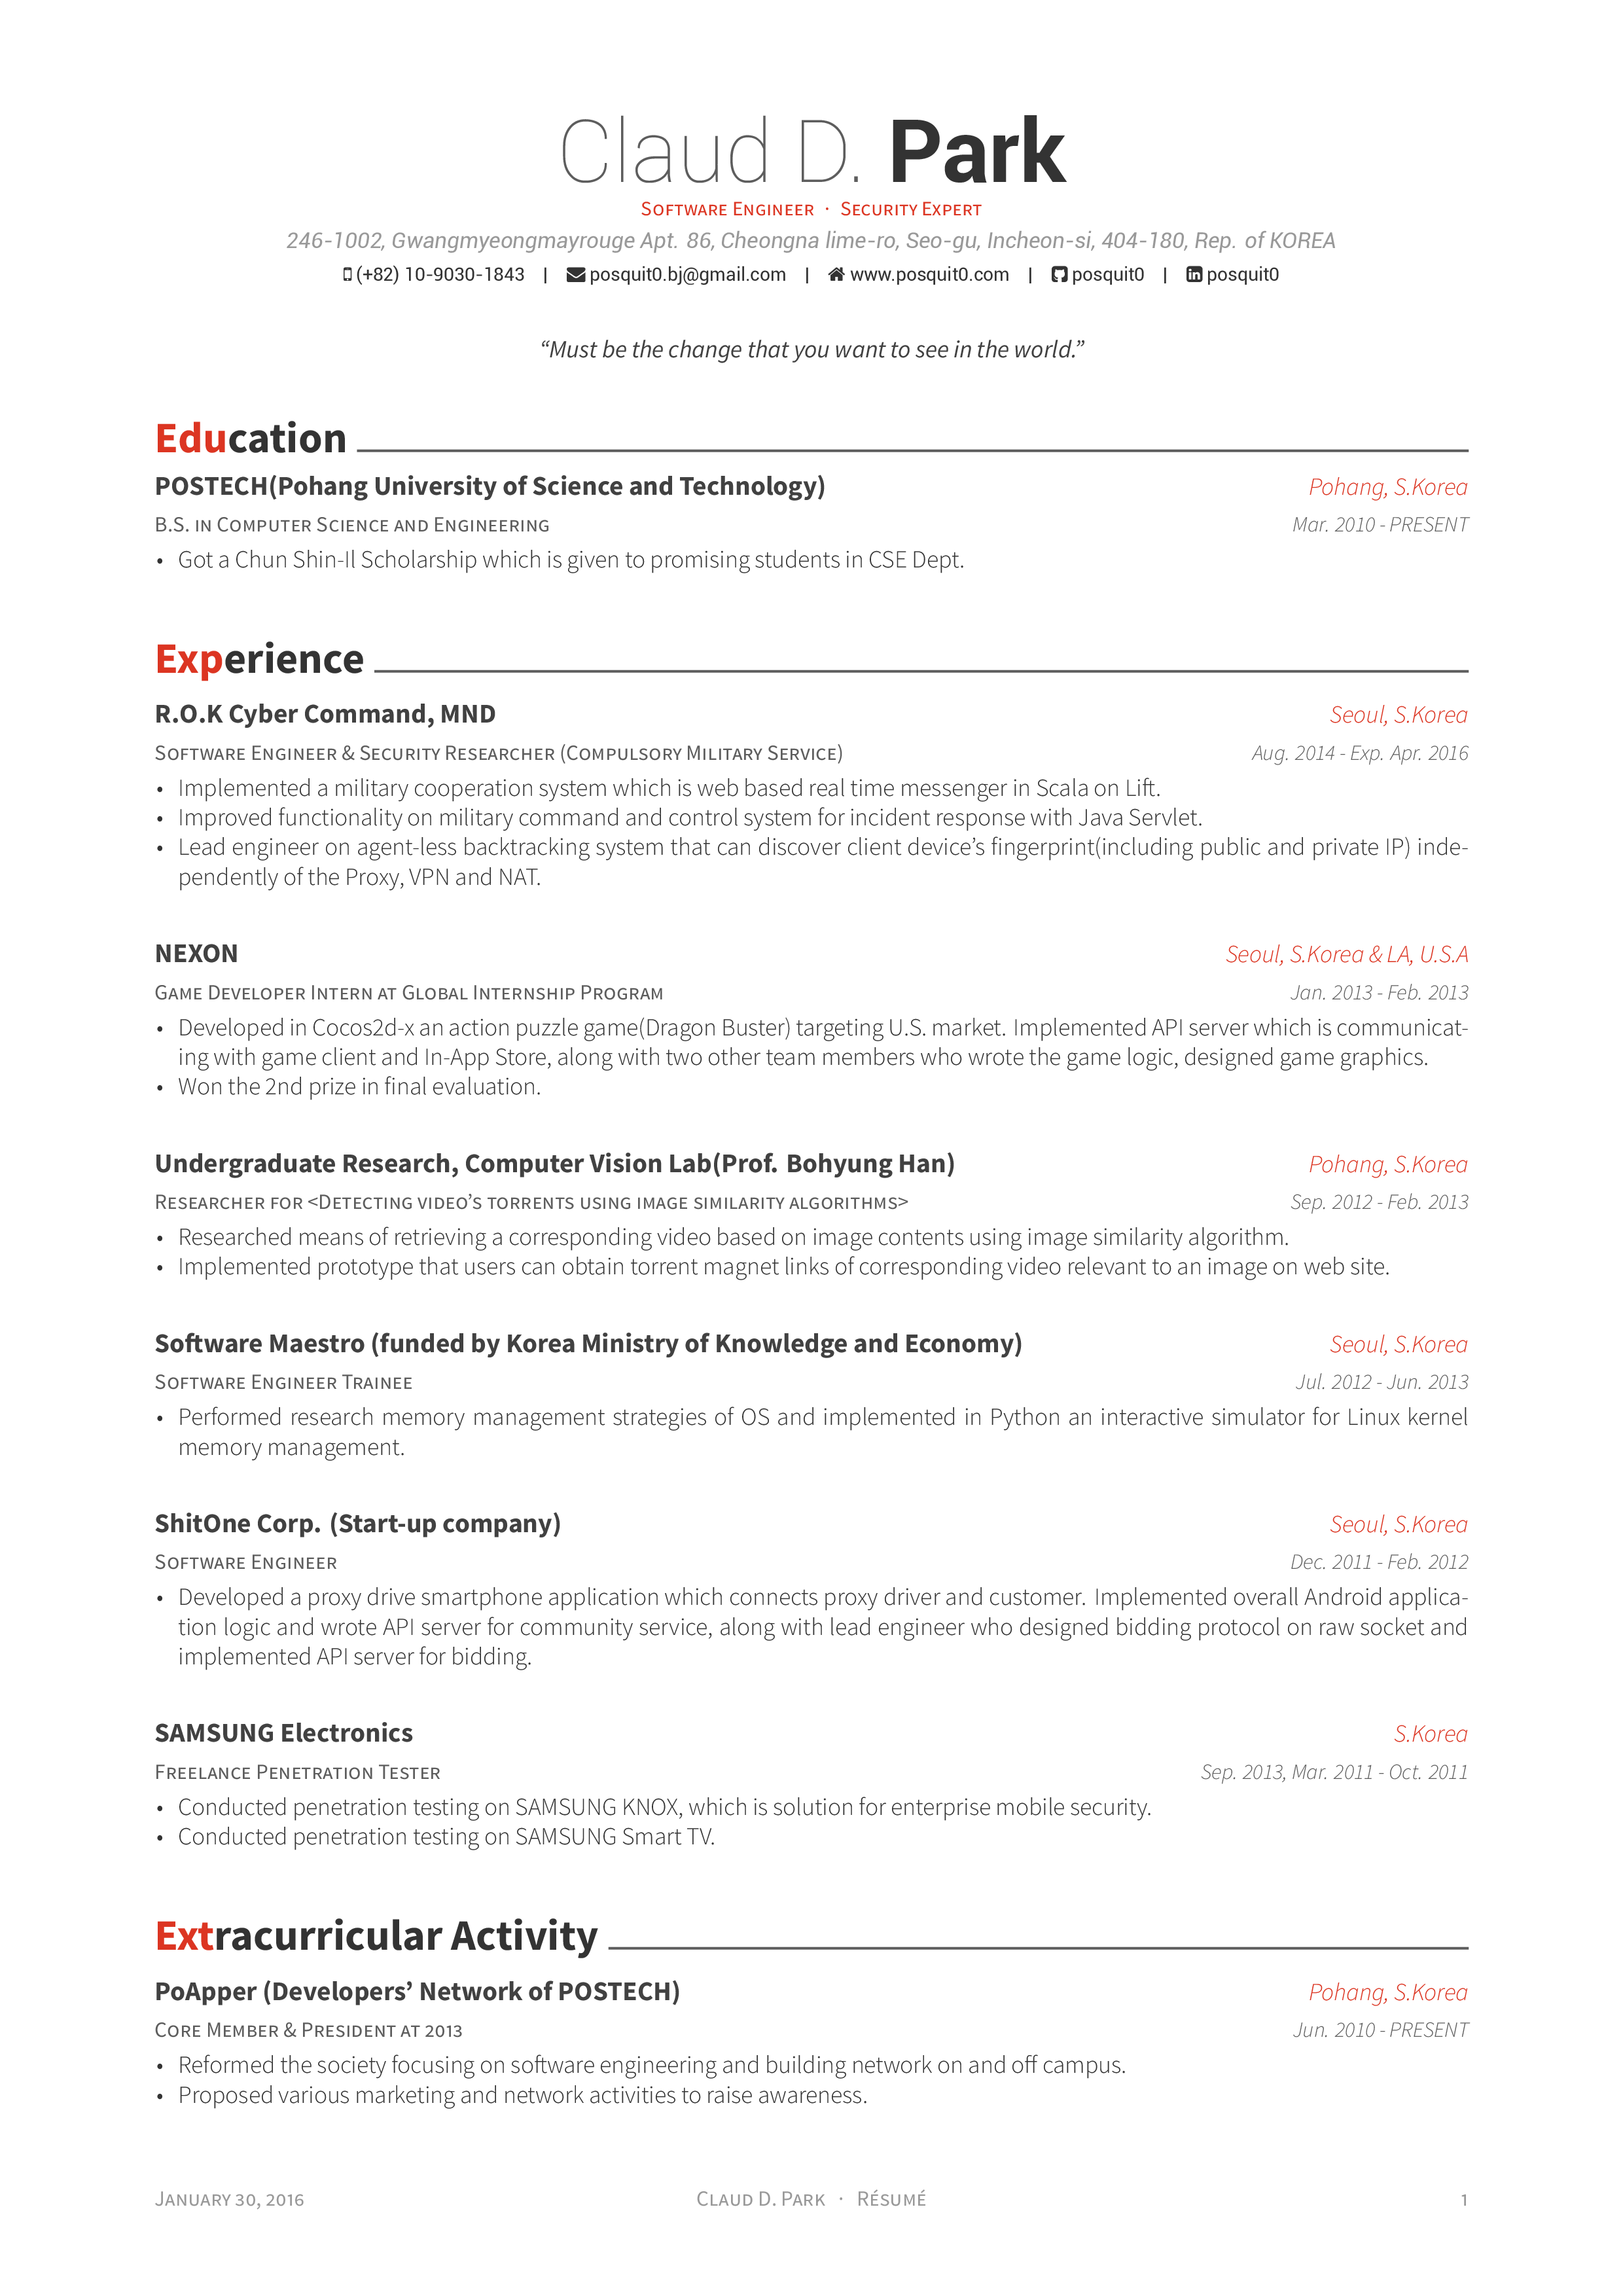 Claud D. Park
Software Engineer · Security Expert
246-1002, Gwangmyeongmayrouge Apt. 86, Cheongna lime-ro, Seo-gu, Incheon-si, 404-180, Rep. of KOREA
(+82) 10-9030-1843 | posquit0.bj@gmail.com | www.posquit0.com | posquit0 | posquit0
“Must be the change that you want to see in the world.”
Education
POSTECH(Pohang University of Science and Technology) Pohang, S.Korea
B.S. in Computer Science and Engineering Mar. 2010 - PRESENT
• Got a Chun Shin-Il Scholarship which is given to promising students in CSE Dept.
Experience
R.O.K Cyber Command, MND Seoul, S.Korea
Software Engineer & Security Researcher (Compulsory Military Service) Aug. 2014 - Exp. Apr. 2016
• Implemented a military cooperation system which is web based real time messenger in Scala on Lift.
• Improved functionality on military command and control system for incident response with Java Servlet.
• Lead engineer on agent-less backtracking system that can discover client device’s fingerprint(including public and private IP) inde-
pendently of the Proxy, VPN and NAT.
NEXON Seoul, S.Korea & LA, U.S.A
Game Developer Intern at Global Internship Program Jan. 2013 - Feb. 2013
• Developed in Cocos2d-x an action puzzle game(Dragon Buster) targeting U.S. market. Implemented API server which is communicat-
ing with game client and In-App Store, along with two other team members who wrote the game logic, designed game graphics.
• Won the 2nd prize in final evaluation.
Undergraduate Research, Computer Vision Lab(Prof. Bohyung Han) Pohang, S.Korea
Researcher for <Detecting video’s torrents using image similarity algorithms> Sep. 2012 - Feb. 2013
• Researched means of retrieving a corresponding video based on image contents using image similarity algorithm.
• Implemented prototype that users can obtain torrent magnet links of corresponding video relevant to an image on web site.
Software Maestro (funded by Korea Ministry of Knowledge and Economy) Seoul, S.Korea
Software Engineer Trainee Jul. 2012 - Jun. 2013
• Performed research memory management strategies of OS and implemented in Python an interactive simulator for Linux kernel
memory management.
ShitOne Corp. (Start-up company) Seoul, S.Korea
Software Engineer Dec. 2011 - Feb. 2012
• Developed a proxy drive smartphone application which connects proxy driver and customer. Implemented overall Android applica-
tion logic and wrote API server for community service, along with lead engineer who designed bidding protocol on raw socket and
implemented API server for bidding.
SAMSUNG Electronics S.Korea
Freelance Penetration Tester Sep. 2013, Mar. 2011 - Oct. 2011
• Conducted penetration testing on SAMSUNG KNOX, which is solution for enterprise mobile security.
• Conducted penetration testing on SAMSUNG Smart TV.
Extracurricular Activity
PoApper (Developers’ Network of POSTECH) Pohang, S.Korea
Core Member & President at 2013 Jun. 2010 - PRESENT
• Reformed the society focusing on software engineering and building network on and off campus.
• Proposed various marketing and network activities to raise awareness.
January 30, 2016 Claud D. Park · Résumé 1